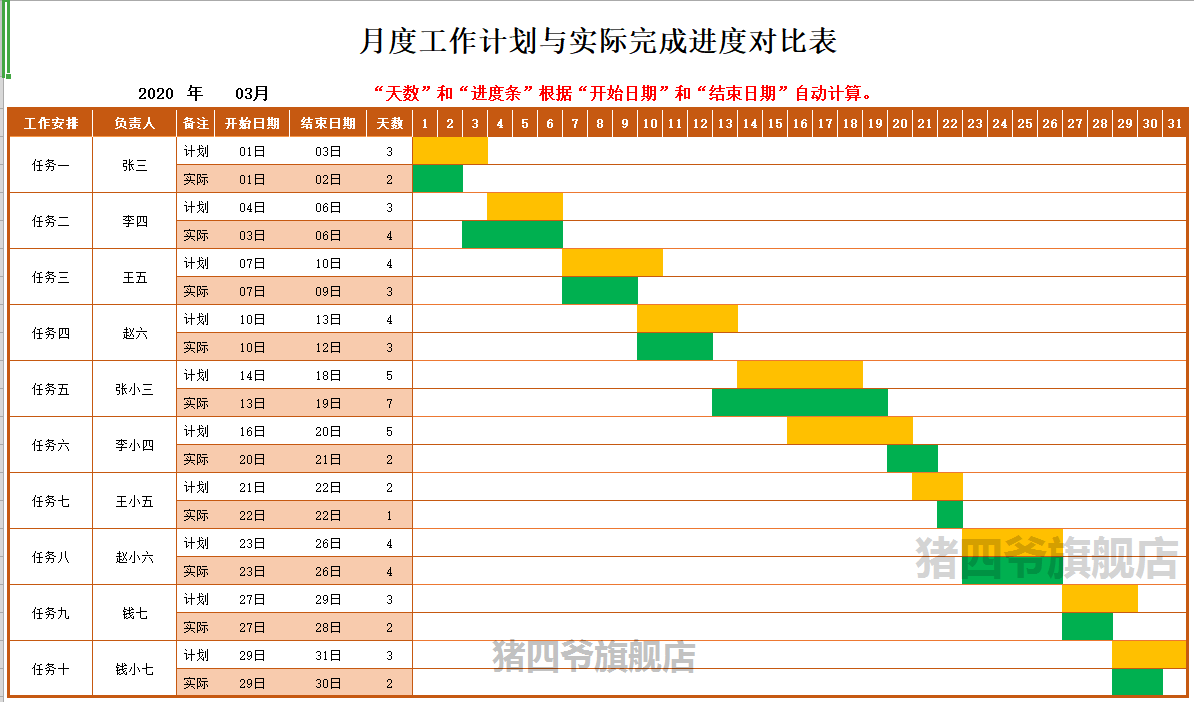 月度工作计划与实际完成进度对比表
2020 年 03月 “天数”和“进度条”根据“开始日期”和“结束日期”自动计算。
工作安排 负责人 备注 开始日期 结束日期 天数 1 2 3 4 5 6 7 8 9 10 11 12 13 14 15 16 17 18 19 20 21 22 23 24 25 26 27 28 29 30 31
任务一 张三 计划 01日 03日 3
实际 01日 02日 2
任务二 李四 计划 04日 06日 3
实际 03日 06日 4
任务三 王五 计划 07日 10日 4
实际 07日 09日 3
任务四 赵六 计划 10日 13日 4
实际 10日 12日 3
任务五 张小三 计划 14日 18日 5
实际 13日 19日 7
任务六 李小四 计划 16日 20日 5
实际 20日 21日 2
任务七 王小五 计划 21日 22日 2
实际 22日 22日 1
任务八 赵小六 计划 23日 26日 4
实际 23日 26日 4
猪四爷旗舰店
任务九 钱七 计划 27日 29日 3
实际 27日 28日 2
任务十 钱小七 计划 29日 31日 3
实际 29日 30日 2
猪四爷旗舰店